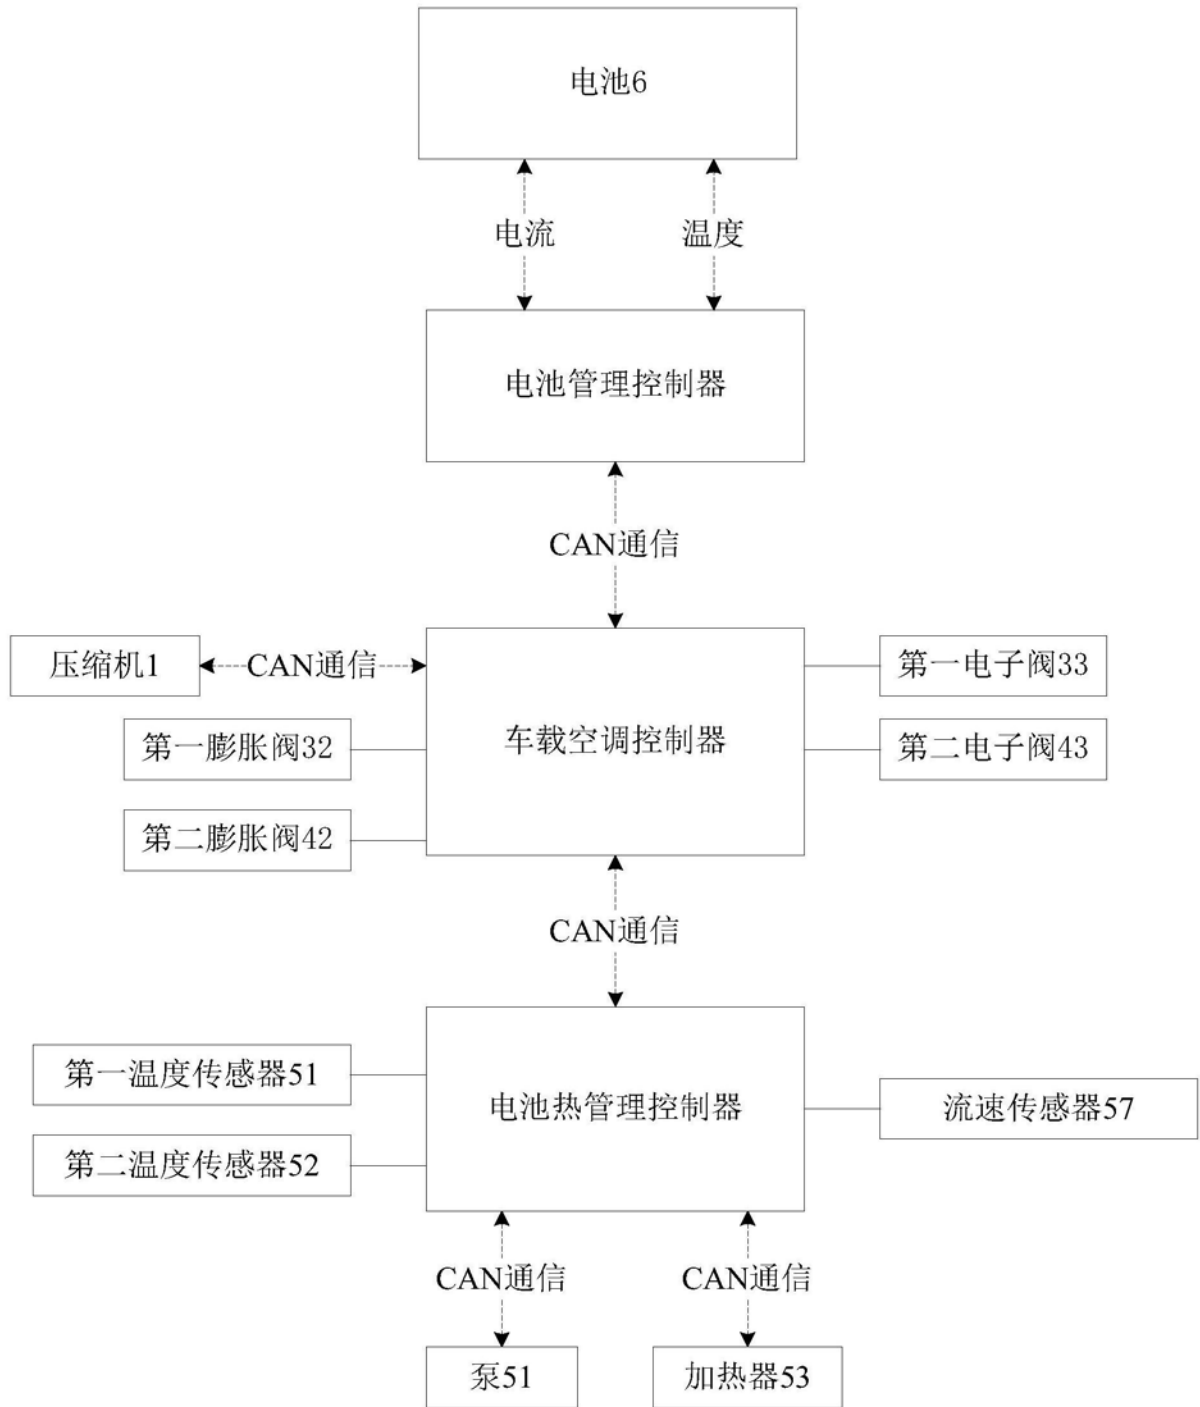 电池6
电流
温度
电池管理控制器
CAN通信
压缩机1
CAN通信
第一膨胀阀32
第二膨胀阀42
车载空调控制器
第一电子阀33
第二电子阀43
CAN通信
第一温度传感器51
第二温度传感器52
电池热管理控制器
流速传感器57
CAN通信
CAN通信
泵51
加热器53